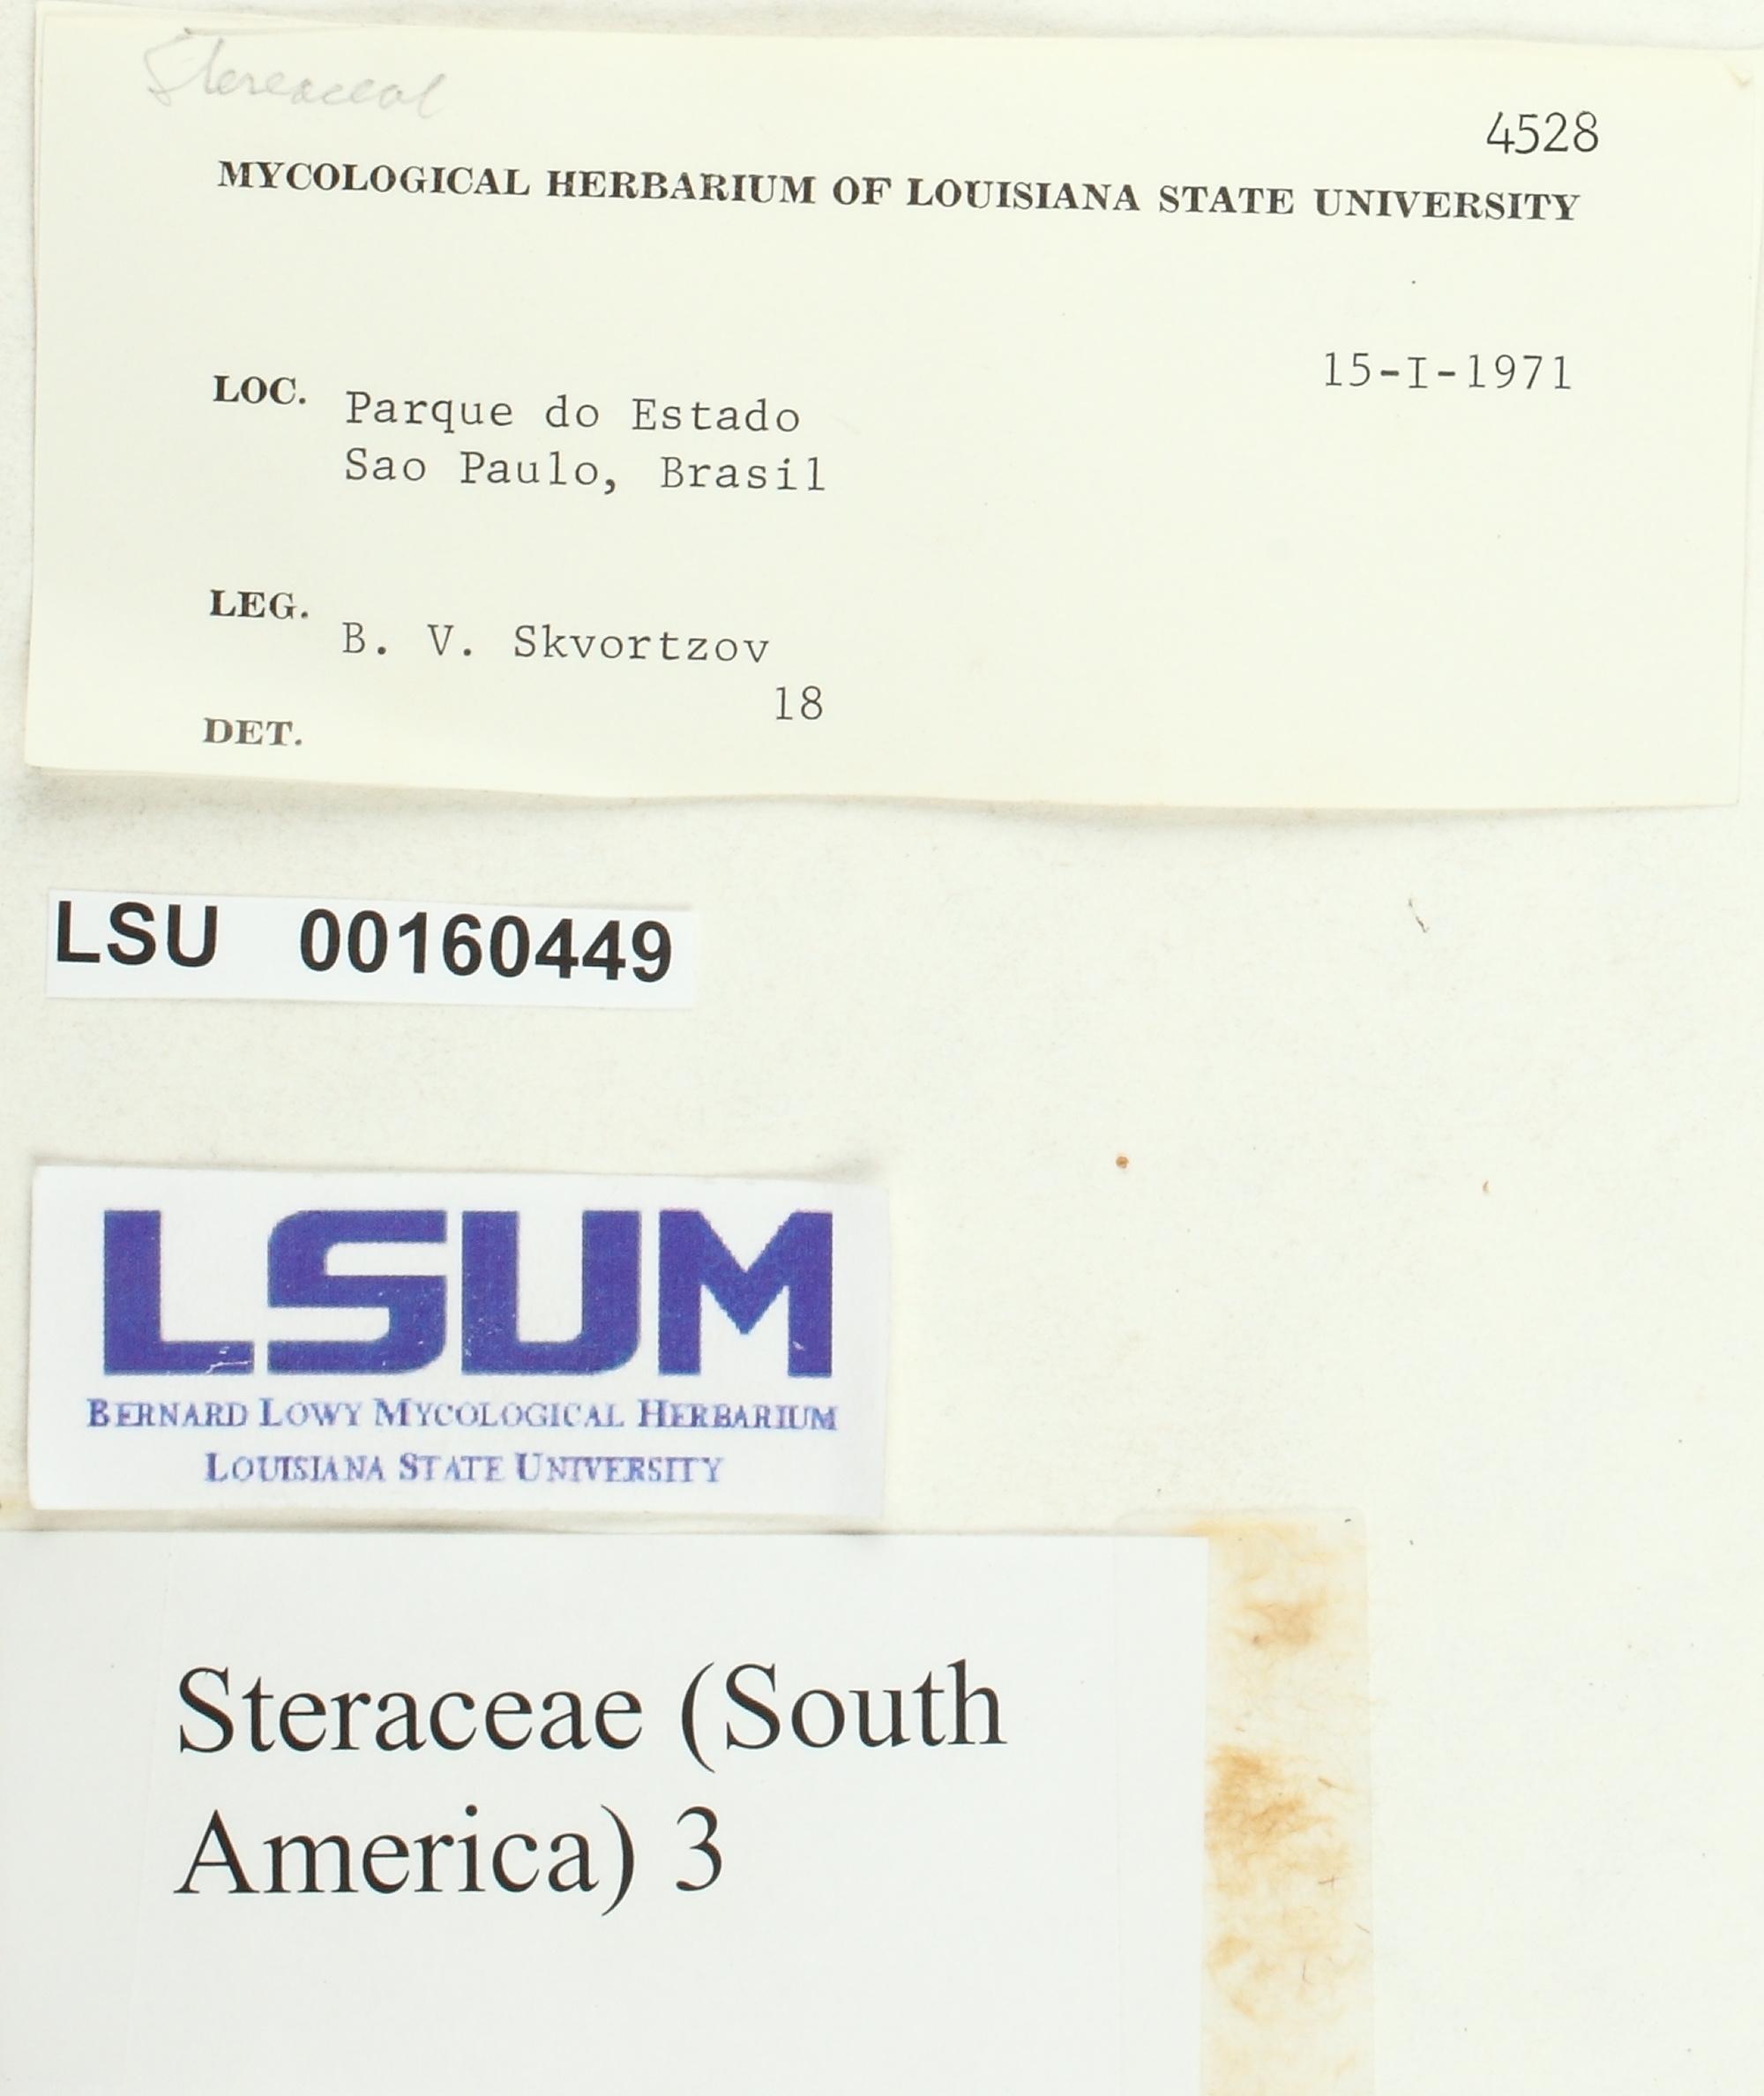 Stereaceae
4528
MYCOLOGICAL HERBARIUM OF LOUISIANA STATE UNIVERSITY
15-I-1971
LOC. Parque do Estado
Sao Paulo, Brasil
LEG. B. V. Skvortzov
18
DET.
LSU 00160449
LSUM
BERNARD LOWY MYCOLOGICAL HERBARIUM
LOUISIANA STATE UNIVERSITY
Steraceae (South
America) 3